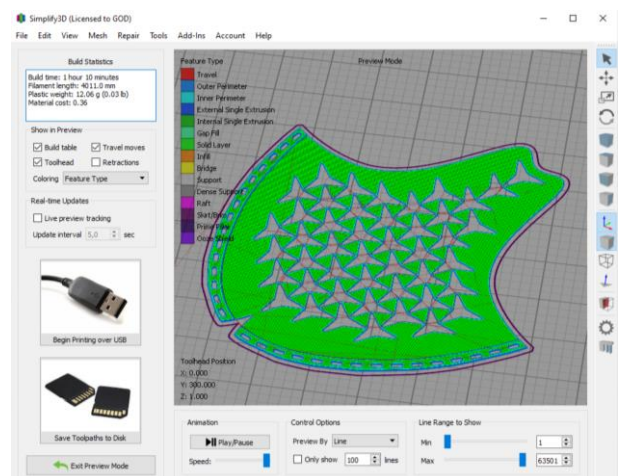 Simplify3D (Licensed to GOD)
File Edit View Mesh Repair Tools Add-Ins Account Help
Build Statistics
Build time: 1 hour 10 minutes
Filament length: 4011.0 mm
Plastic weight: 12.06 g (0.03 lb)
Material cost: 0.36
Show in Preview
Build table Travel moves
Toolhead Retractions
Coloring Feature Type
Real-time Updates
Live preview tracking
Update interval 5,0 sec
Begin Printing over USB
Save Toolpaths to Disk
Exit Preview Mode
Feature Type
Preview Mode
Travel
Outer Perimeter
Inner Perimeter
External Single Extrusion
Internal Single Extrusion
Gap Fill
Solid Layer
Infill
Bridge
Support
Dense Support
Raft
Skirt/Brim
Prime Pillar
Ooze Shield
Toolhead Position
X: 0.000
Y: 300.000
Z: 1.000
Animation
Play/Pause
Speed:
Control Options
Preview By Line
Only show 100 lines
Line Range to Show
Min 1
Max 63501